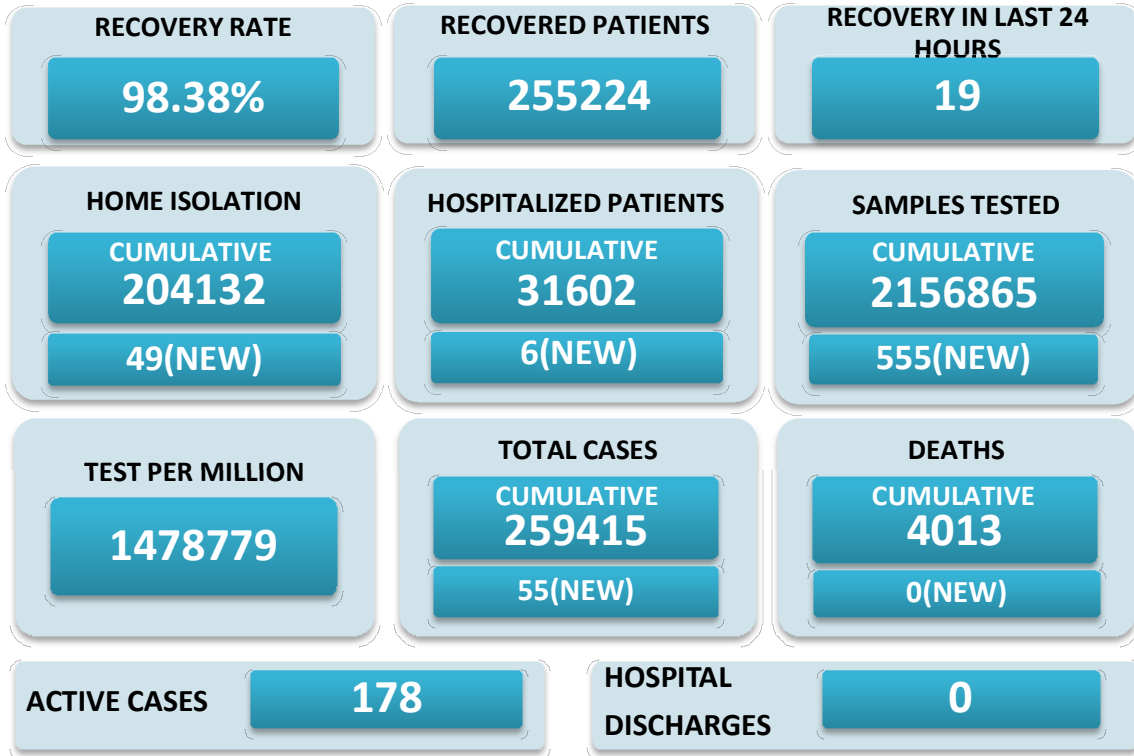 RECOVERY RATE
98.38%
RECOVERED PATIENTS
255224
RECOVERY IN LAST 24
HOURS
19
HOME ISOLATION
CUMULATIVE
204132
49(NEW)
HOSPITALIZED PATIENTS
CUMULATIVE
31602
6(NEW)
SAMPLES TESTED
CUMULATIVE
2156865
555(NEW)
TEST PER MILLION
1478779
TOTAL CASES
CUMULATIVE
259415
55(NEW)
DEATHS
CUMULATIVE
4013
0(NEW)
ACTIVE CASES
178
HOSPITAL
DISCHARGES
0